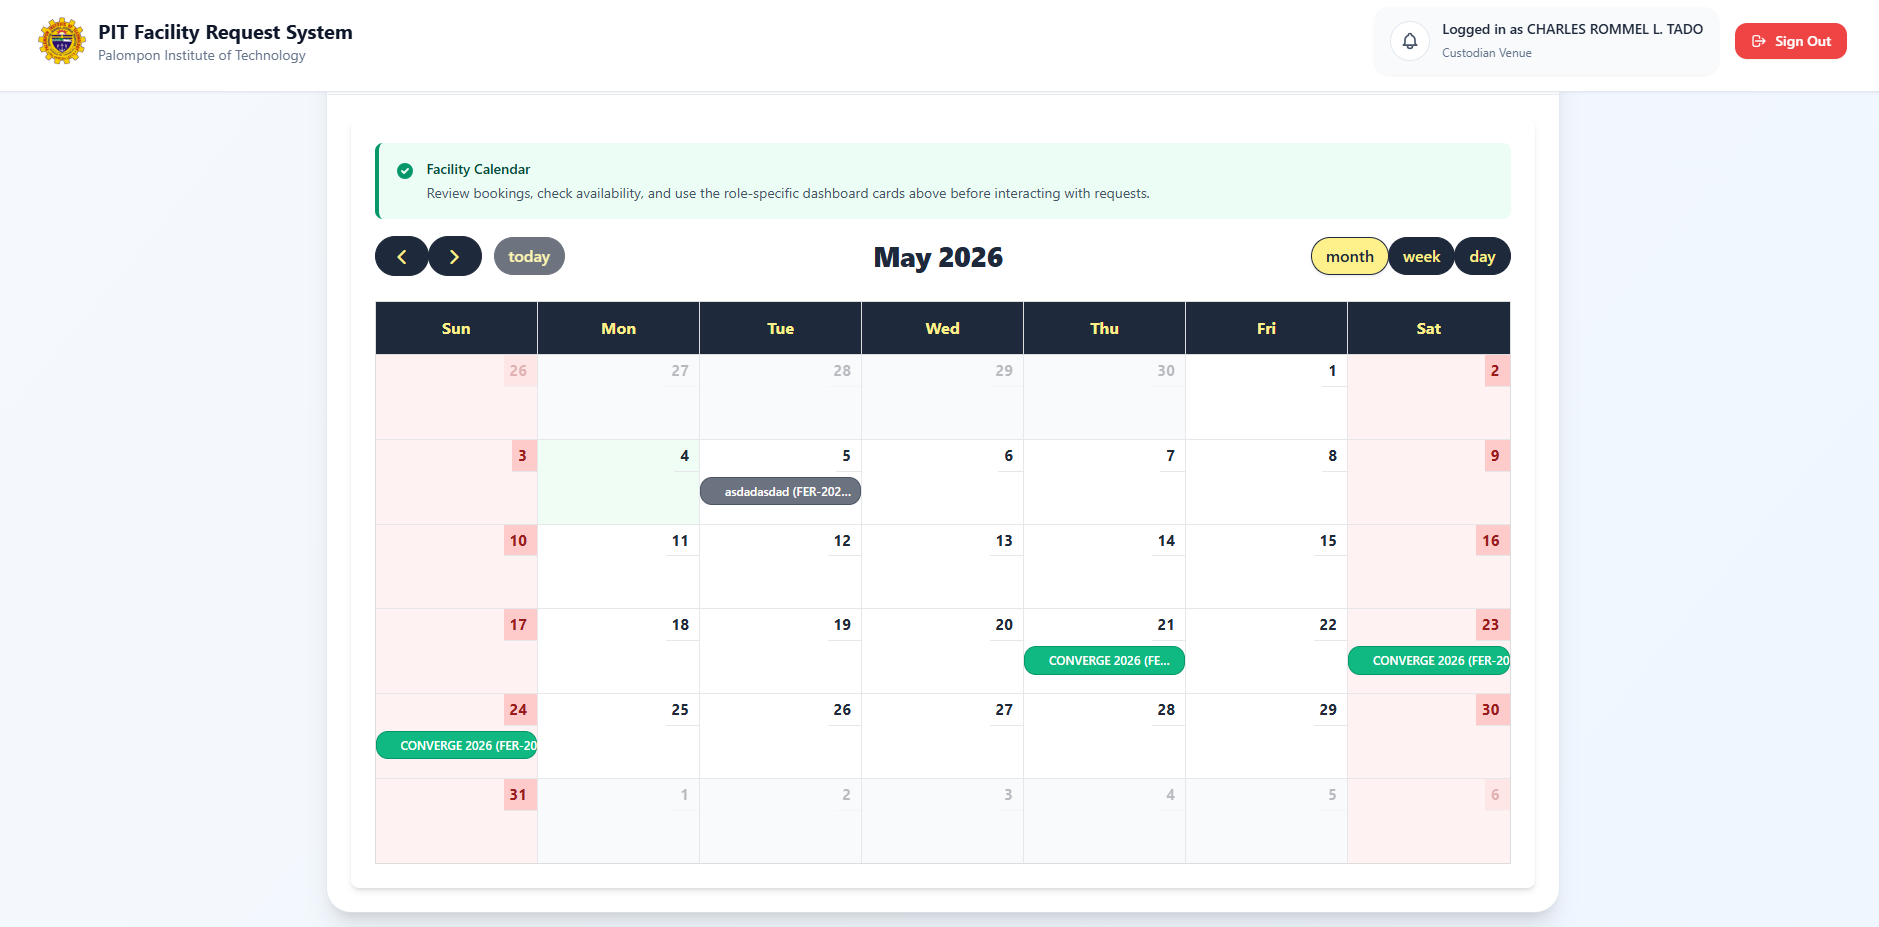 PIT Facility Request System
Palompon Institute of Technology
Logged in as CHARLES ROMMEL L. TADO
Custodian Venue
Sign Out
Facility Calendar
Review bookings, check availability, and use the role-specific dashboard cards above before interacting with requests.
today
May 2026
month week day
Sun Mon Tue Wed Thu Fri Sat
26 27 28 29 30 1 2
3 4 5 6 7 8 9
asdadasdad (FER-202...
10 11 12 13 14 15 16
17 18 19 20 21 22 23
CONVERGE 2026 (FE... CONVERGE 2026 (FER-20
24 25 26 27 28 29 30
CONVERGE 2026 (FER-20
31 1 2 3 4 5 6